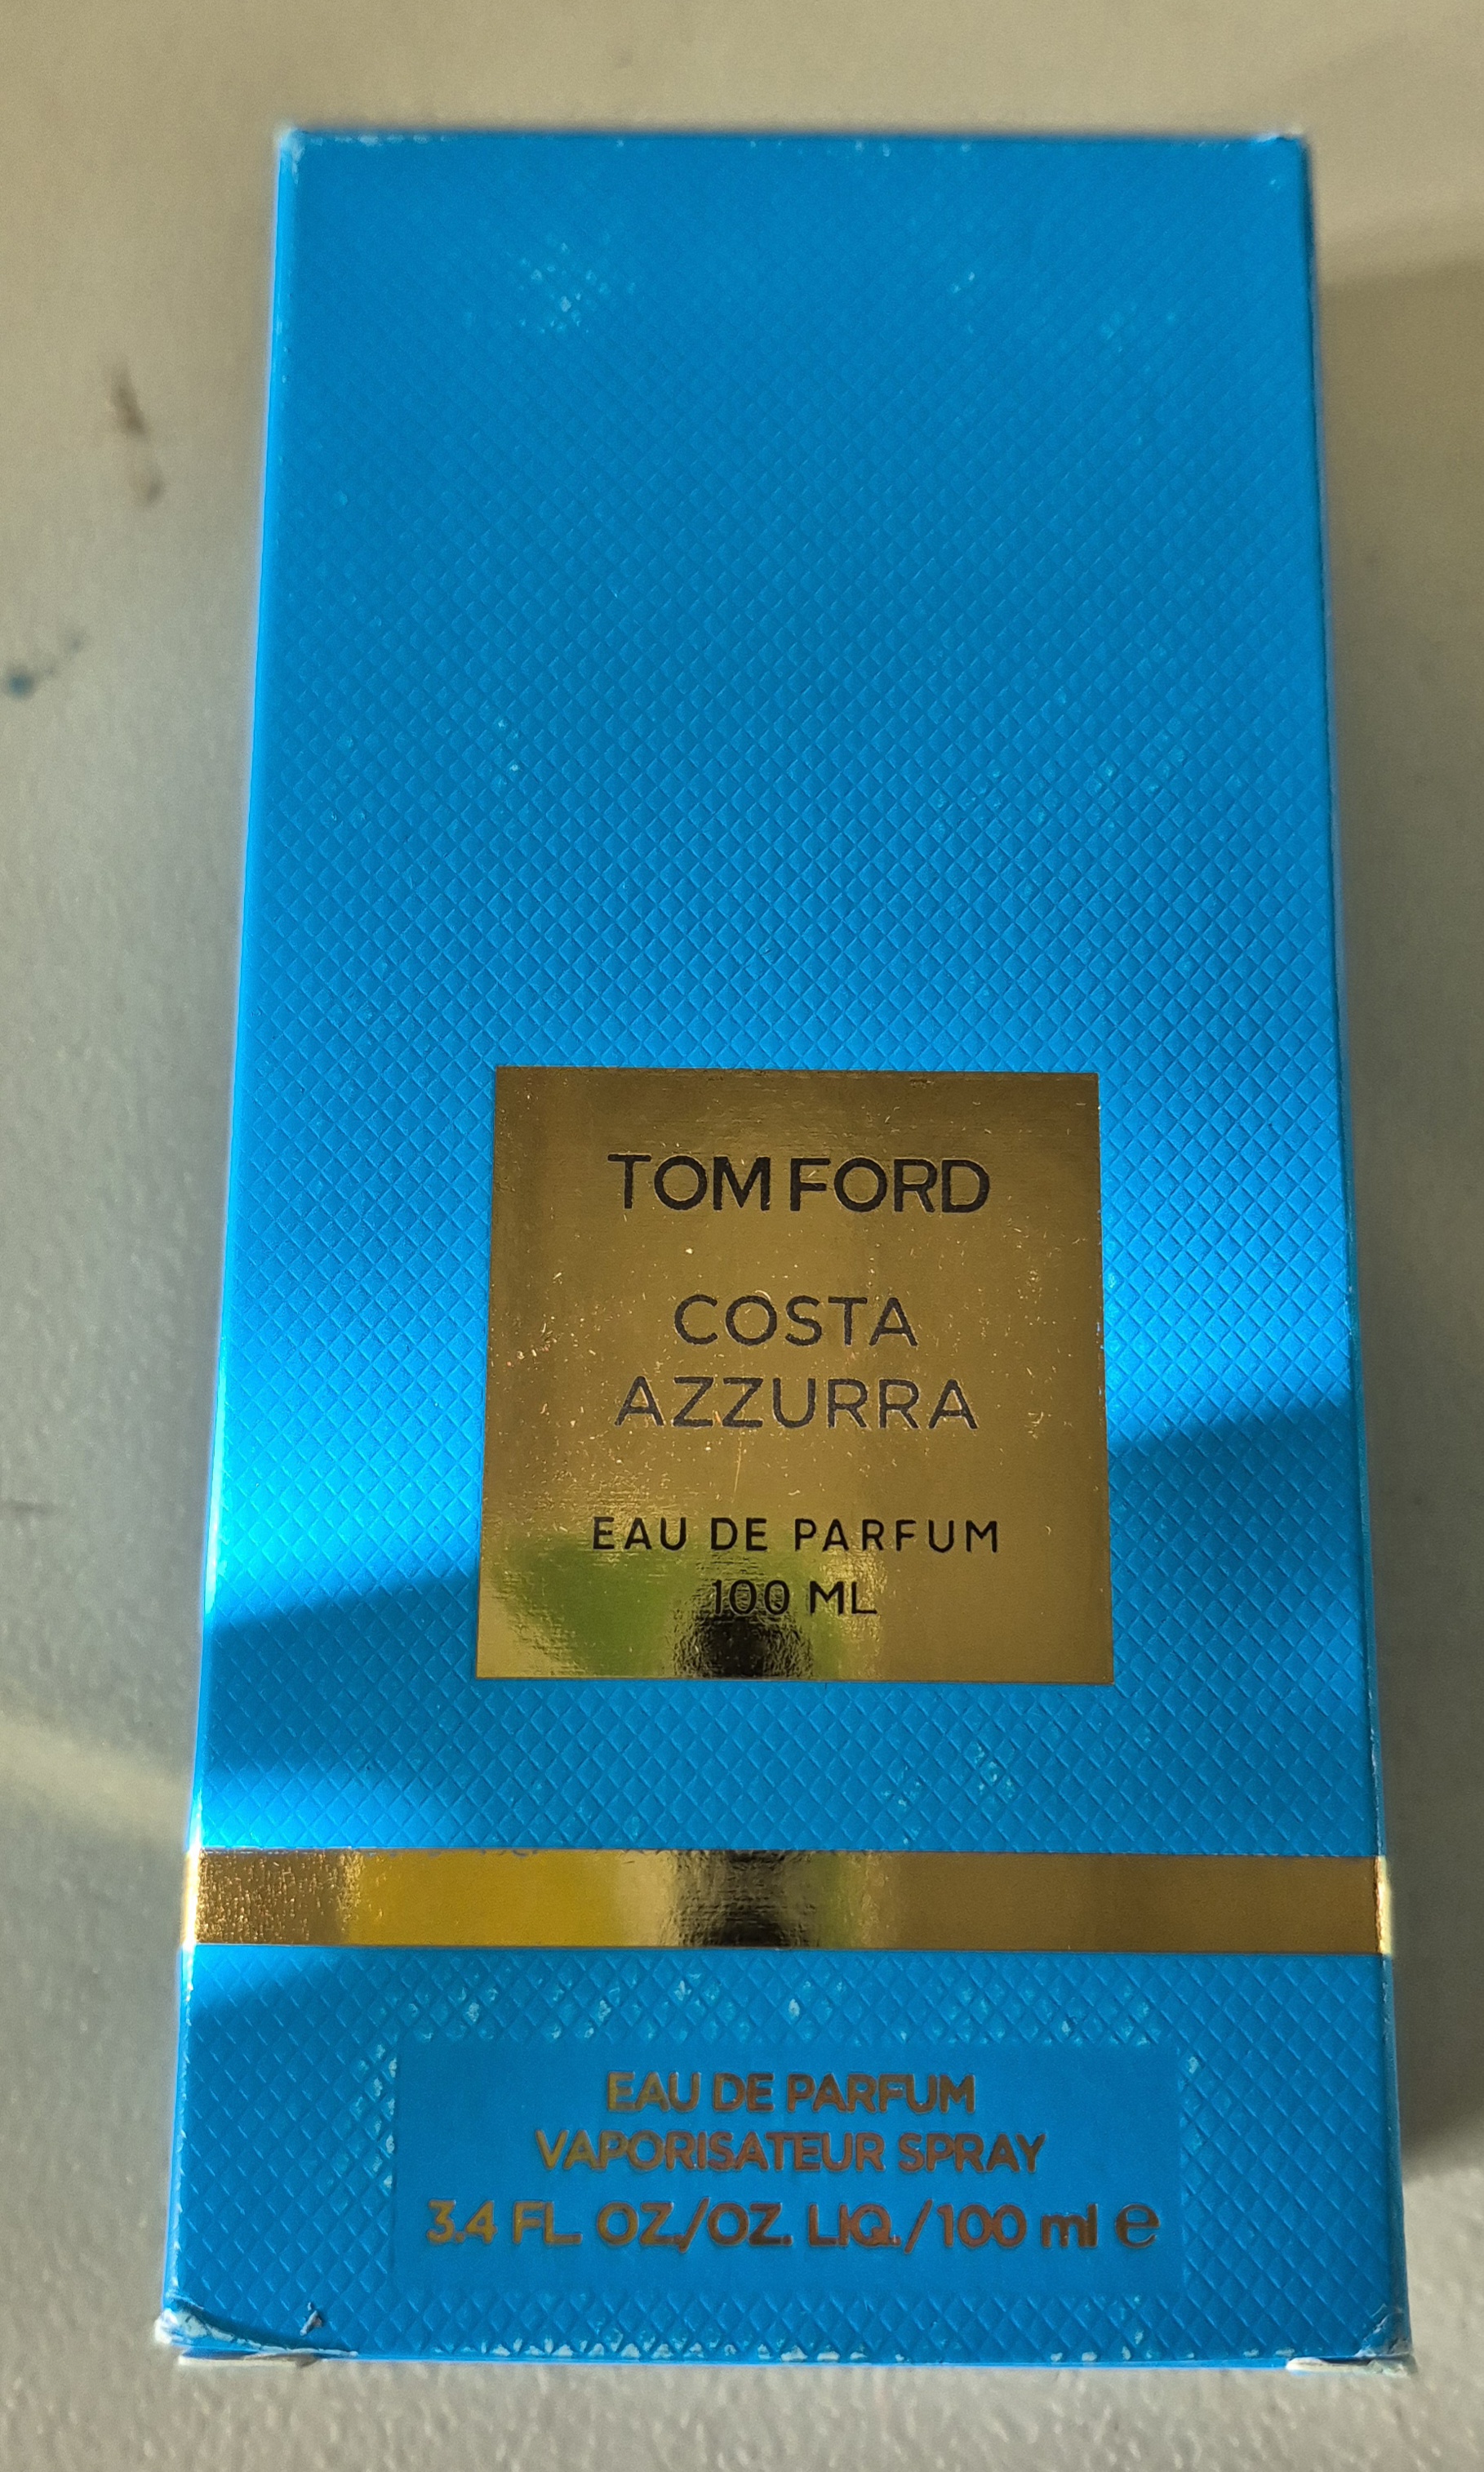 TOM FORD
COSTA
AZZURRA
EAU DE PARFUM
100 ML
EAU DE PARFUM
VAPORISATEUR SPRAY
3.4 FL. OZ./OZ. LIQ./100 ml ℮